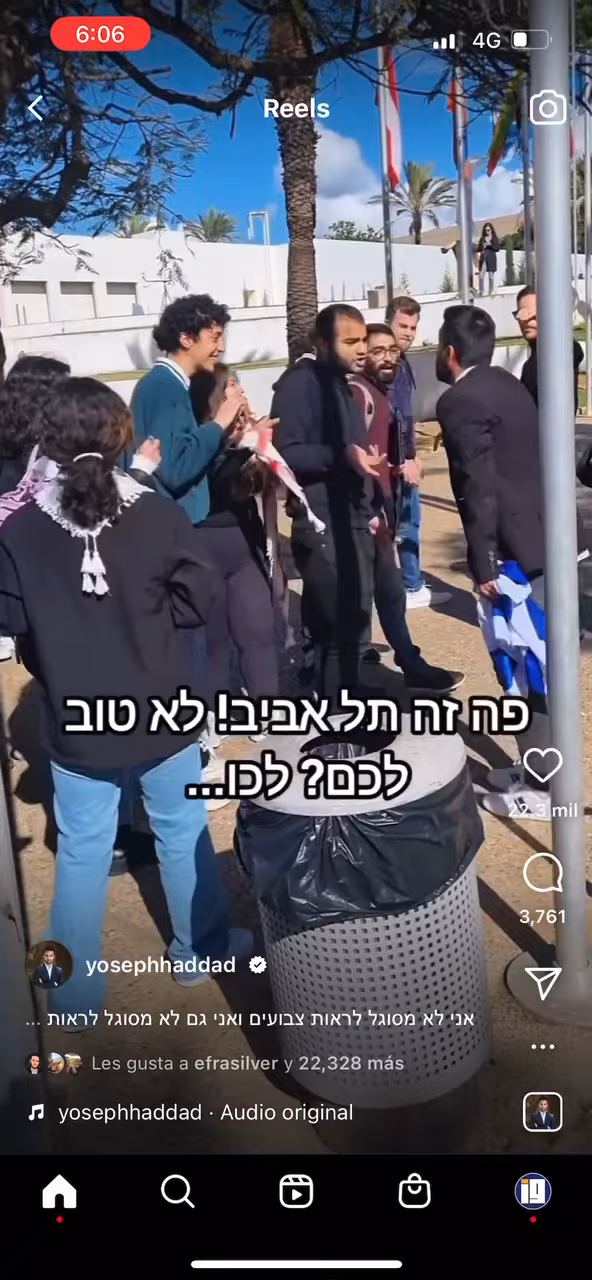 6:06
4G
Reels
פה זה תל אביב! לא טוב
לכם? לכו...
22.3 mil
3,761
yosephhaddad
אני לא מסוגל לראות צבועים ואני גם לא מסוגל לראות ...
Les gusta a efrasilver y 22,328 más
yosephhaddad · Audio original